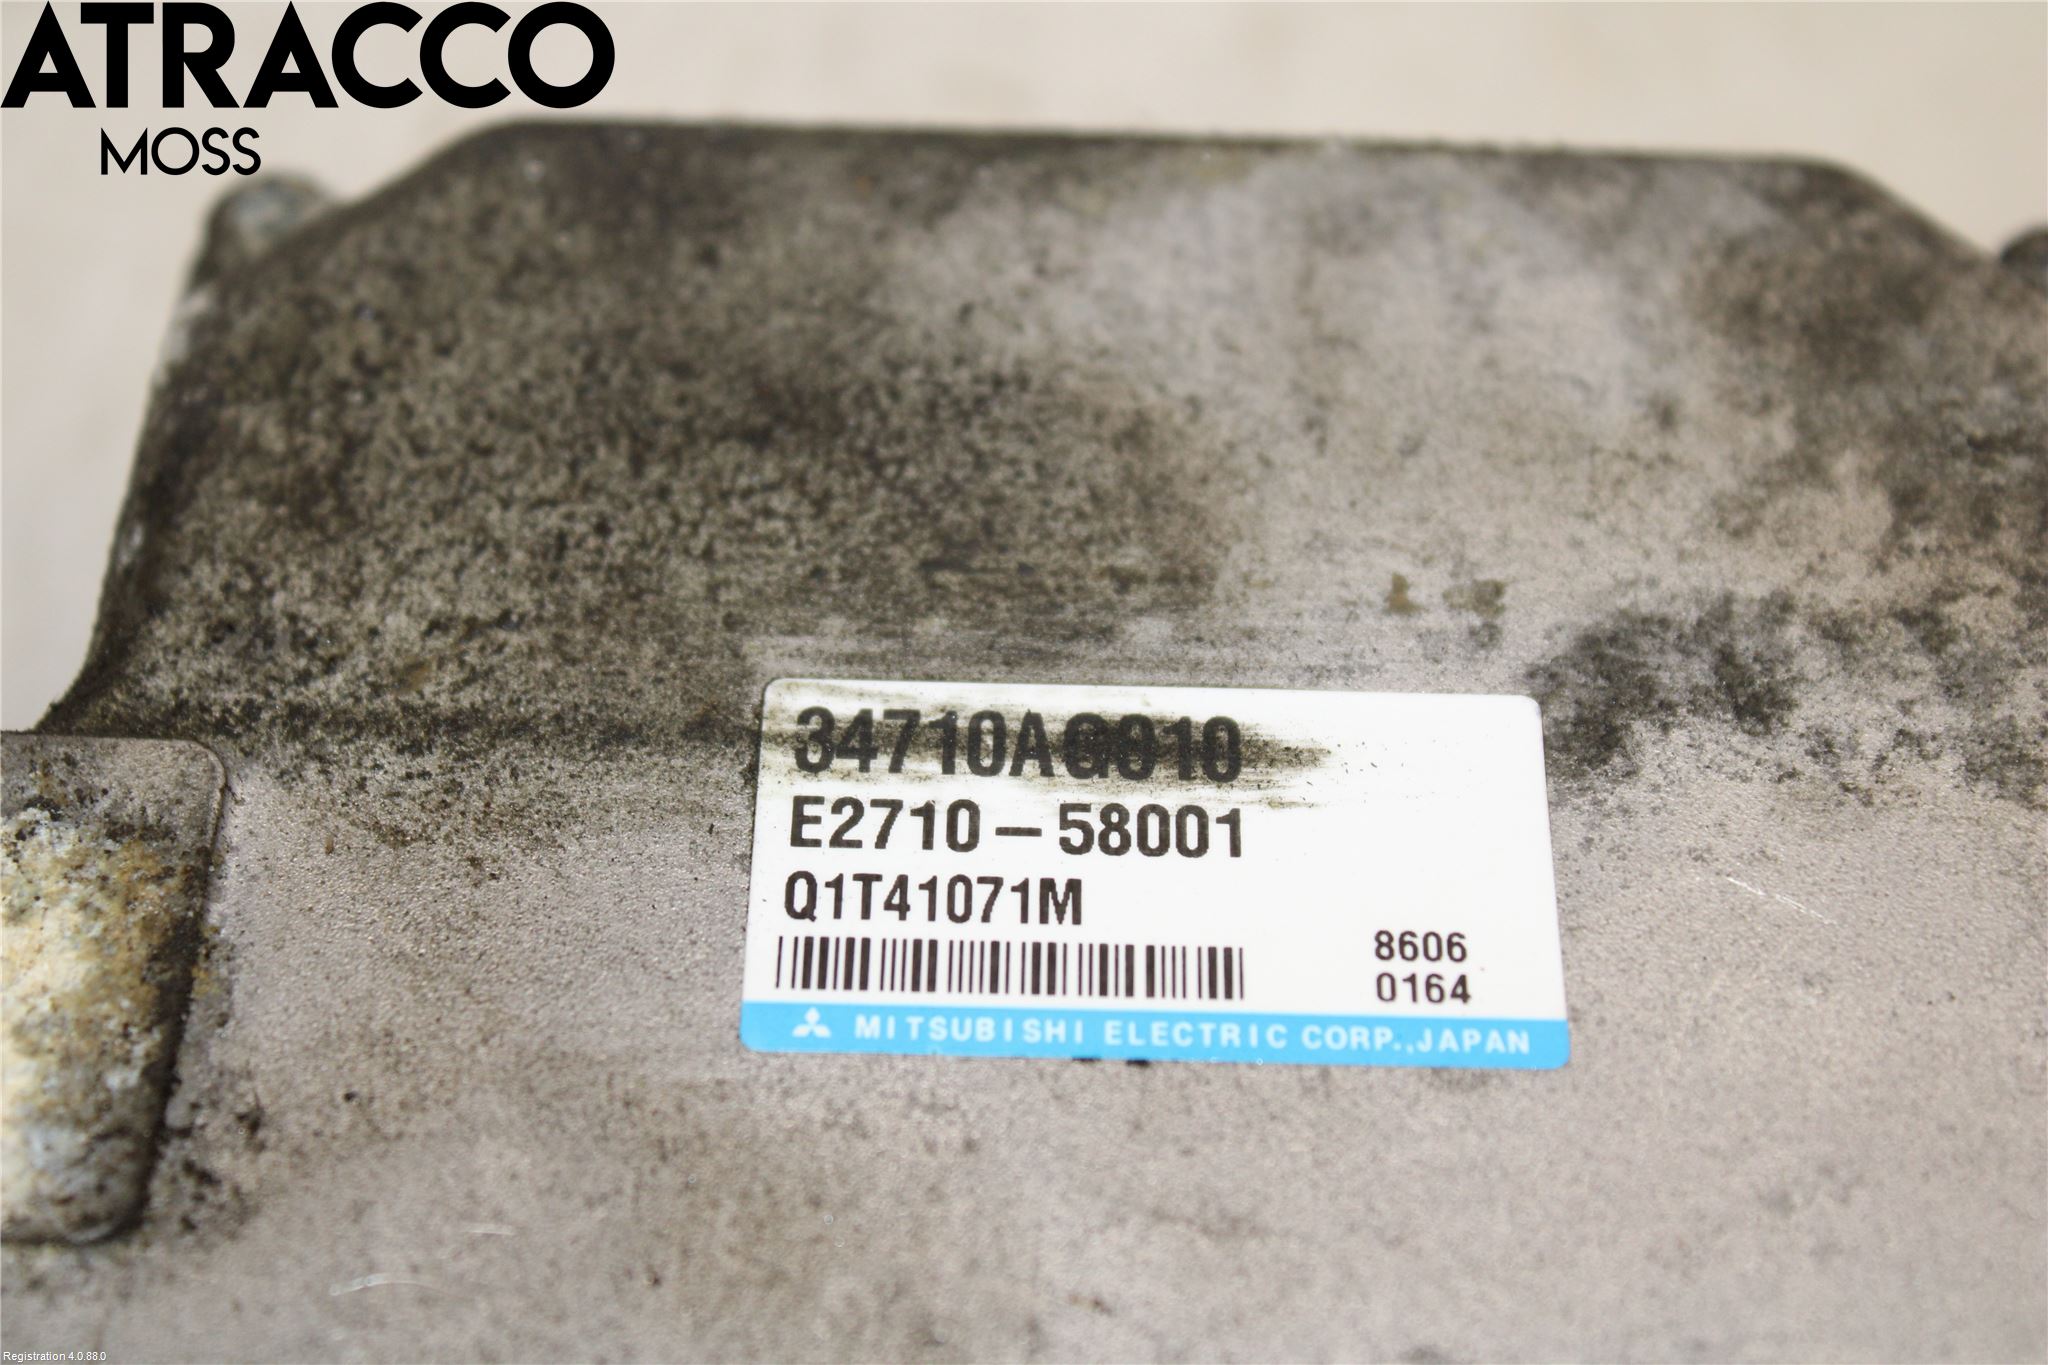 ATRACCO
MOSS
34710AG010
E2710-58001
Q1T41071M
8606
0164
MITSUBISHI ELECTRIC CORP., JAPAN
Registration 4.0.88.0